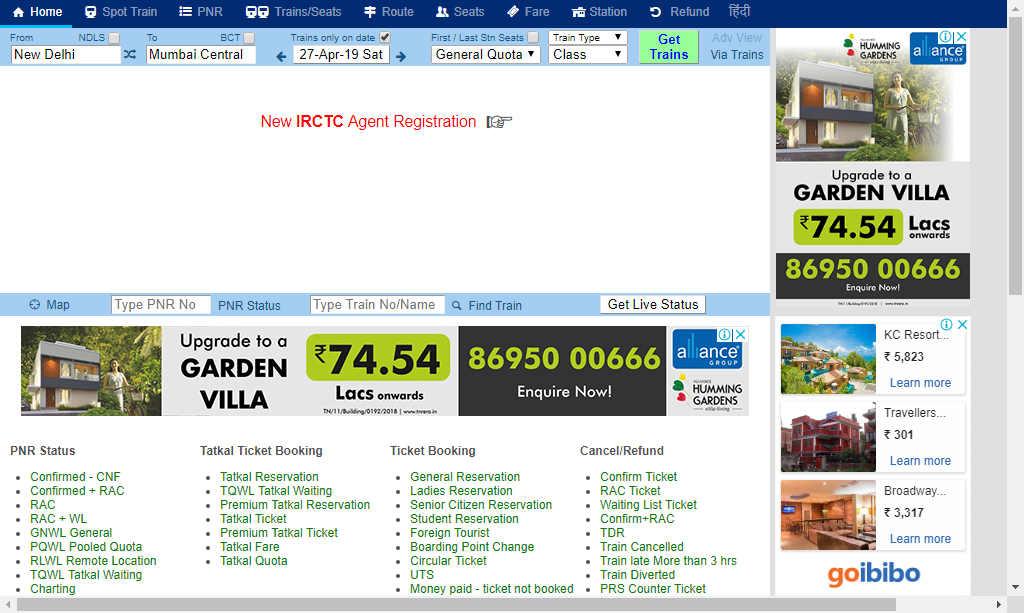 Home Spot Train PNR Trains/Seats Route Seats Fare Station Refund हिंदी
From NDLS To BCT Trains only on date First / Last Stn Seats Train Type Get Trains Adv View
New Delhi Mumbai Central 27-Apr-19 Sat General Quota Class Via Trains
New IRCTC Agent Registration
Map Type PNR No PNR Status Type Train No/Name Find Train Get Live Status
Upgrade to a
GARDEN
VILLA
₹74.54
Lacs onwards
TN/11/Building/0192/2018 | www.tnrera.in
86950 00666
Enquire Now!
alliance
GROUP
ALLIANCE
HUMMING
GARDENS
villa-living
PNR Status
Confirmed - CNF
Confirmed + RAC
RAC
RAC + WL
GNWL General
PQWL Pooled Quota
RLWL Remote Location
TQWL Tatkal Waiting
Charting
Tatkal Ticket Booking
Tatkal Reservation
TQWL Tatkal Waiting
Premium Tatkal Reservation
Tatkal Ticket
Premium Tatkal Ticket
Tatkal Fare
Tatkal Quota
Ticket Booking
General Reservation
Ladies Reservation
Senior Citizen Reservation
Student Reservation
Foreign Tourist
Boarding Point Change
Circular Ticket
UTS
Money paid - ticket not booked
Cancel/Refund
Confirm Ticket
RAC Ticket
Waiting List Ticket
Confirm+RAC
TDR
Train Cancelled
Train late More than 3 hrs
Train Diverted
PRS Counter Ticket
HUMMING
GARDENS
alliance
GROUP
Upgrade to a
GARDEN VILLA
₹74.54 Lacs
onwards
86950 00666
Enquire Now!
KC Resort...
₹ 5,823
Learn more
Travellers...
₹ 301
Learn more
Broadway...
₹ 3,317
Learn more
goibibo